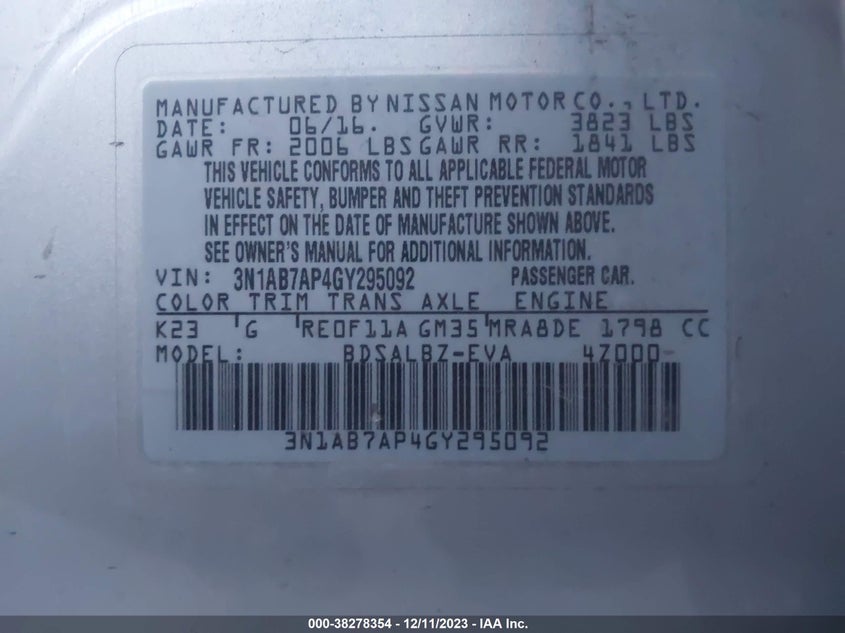 MANUFACTURED BY NISSAN MOTOR CO., LTD.
DATE: 06/16. GVWR: 3823 LBS
GAWR FR: 2006 LBS GAWR RR: 1841 LBS
THIS VEHICLE CONFORMS TO ALL APPLICABLE FEDERAL MOTOR
VEHICLE SAFETY, BUMPER AND THEFT PREVENTION STANDARDS
IN EFFECT ON THE DATE OF MANUFACTURE SHOWN ABOVE.
SEE OWNER'S MANUAL FOR ADDITIONAL INFORMATION.
VIN: 3N1AB7AP4GY295092 PASSENGER CAR.
COLOR TRIM TRANS AXLE ENGINE
K23 G RE0F11A GM35 MRA8DE 1798 CC
MODEL: BDSALBZ-EVA 4Z000-
3N1AB7AP4GY295092
000-38278354 - 12/11/2023 - IAA Inc.